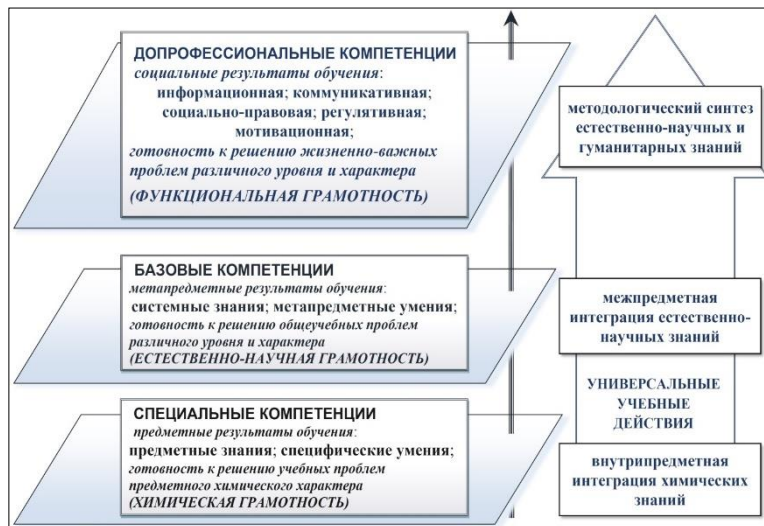 ДОПРОФЕССИОНАЛЬНЫЕ КОМПЕТЕНЦИИ
социальные результаты обучения:
информационная; коммуникативная;
социально-правовая; регулятивная;
мотивационная;
готовность к решению жизненно-важных
проблем различного уровня и характера
(ФУНКЦИОНАЛЬНАЯ ГРАМОТНОСТЬ)
методологический синтез
естественно-научных и
гуманитарных знаний
БАЗОВЫЕ КОМПЕТЕНЦИИ
метапредметные результаты обучения:
системные знания; метапредметные умения;
готовность к решению общеучебных проблем
различного уровня и характера
(ЕСТЕСТВЕННО-НАУЧНАЯ ГРАМОТНОСТЬ)
межпредметная
интеграция естественно-
научных знаний
УНИВЕРСАЛЬНЫЕ
УЧЕБНЫЕ
ДЕЙСТВИЯ
СПЕЦИАЛЬНЫЕ КОМПЕТЕНЦИИ
предметные результаты обучения:
предметные знания; специфические умения;
готовность к решению учебных проблем
предметного химического характера
(ХИМИЧЕСКАЯ ГРАМОТНОСТЬ)
внутрипредметная
интеграция химических
знаний